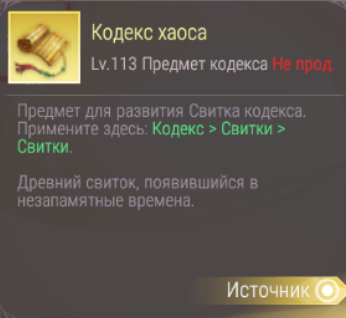 Кодекс хаоса
Lv.113 Предмет кодекса Не прод.
Предмет для развития Свитка кодекса.
Примените здесь: Кодекс > Свитки >
Свитки.
Древний свиток, появившийся в
незапамятные времена.
Источник